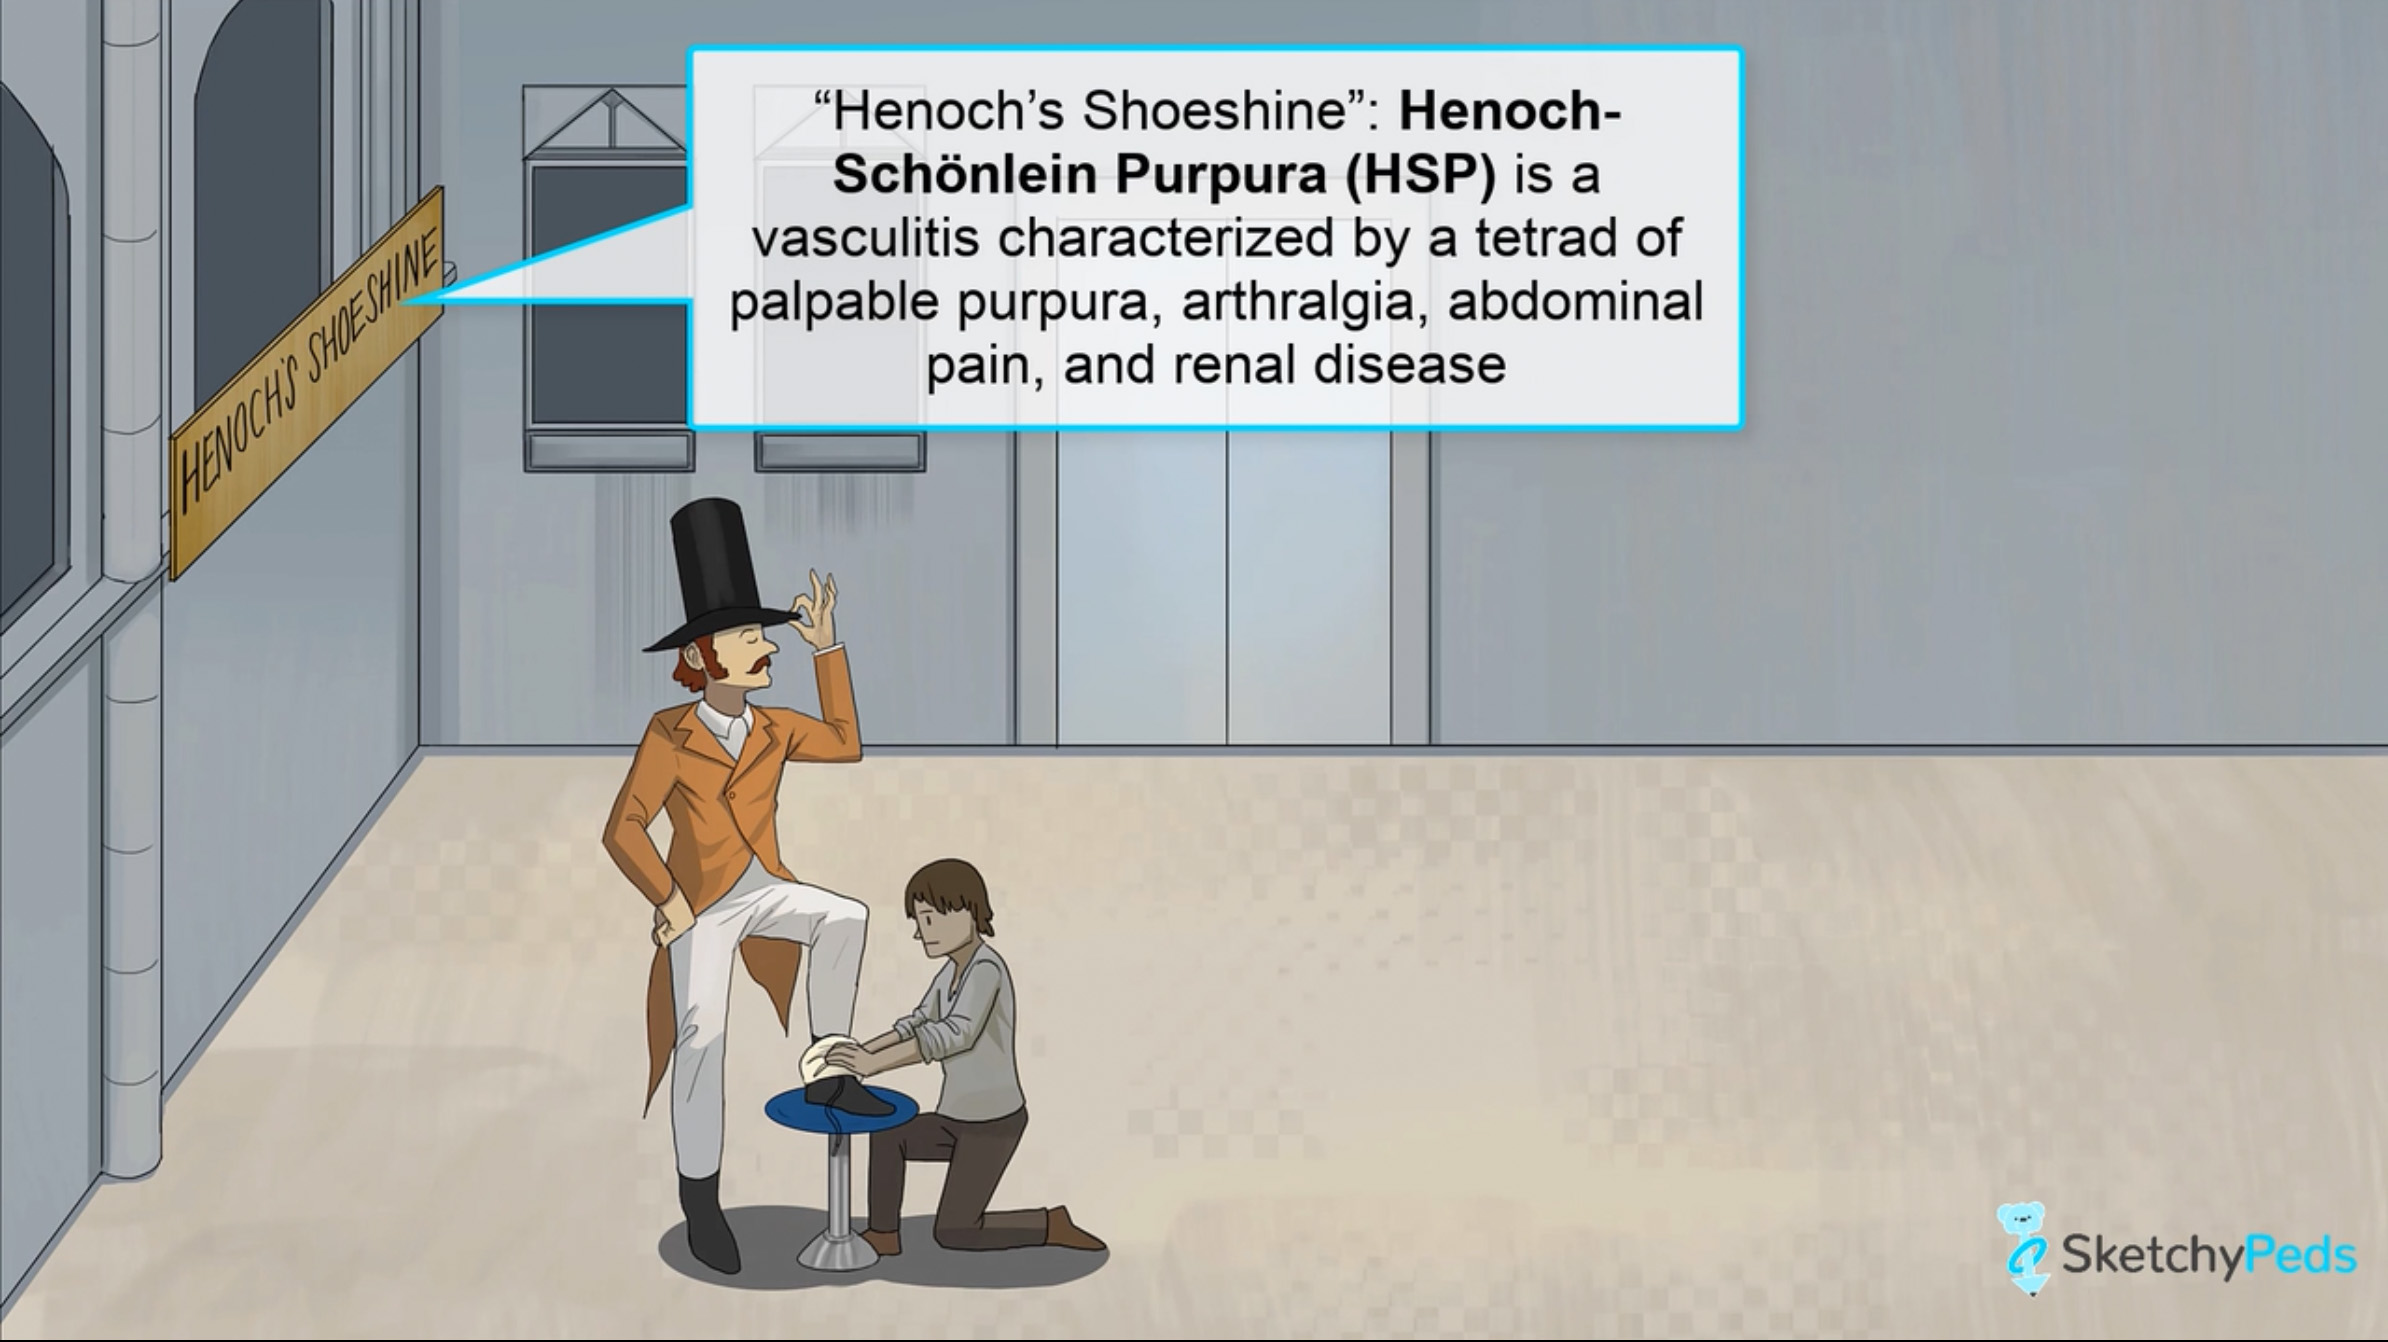 “Henoch’s Shoeshine”: Henoch-
Schönlein Purpura (HSP) is a
vasculitis characterized by a tetrad of
palpable purpura, arthralgia, abdominal
pain, and renal disease
HENOCH'S SHOESHINE
SketchyPeds